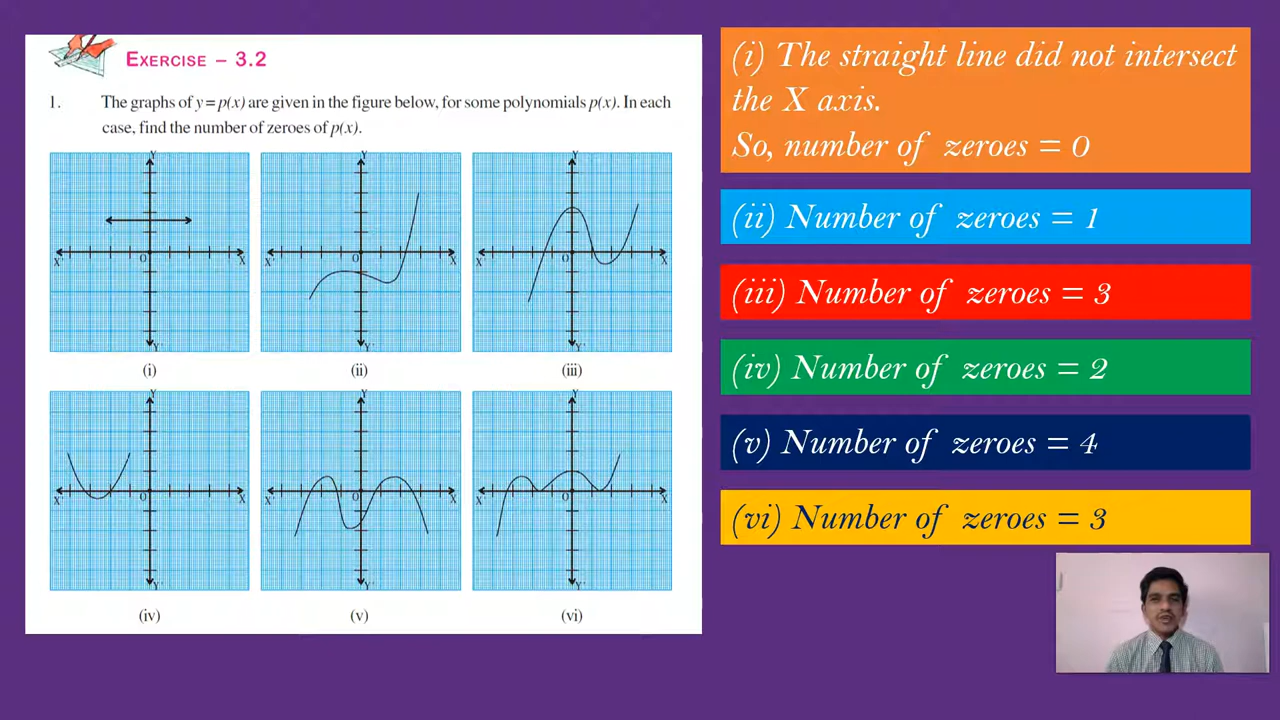 EXERCISE – 3.2
1. The graphs of y = p(x) are given in the figure below, for some polynomials p(x). In each
case, find the number of zeroes of p(x).
Y Y Y
X' O X X' O X X' O X
Y' Y' Y'
(i) (ii) (iii)
Y Y Y
X' O X X' O X X' O X
Y' Y' Y'
(iv) (v) (vi)
(i) The straight line did not intersect
the X axis.
So, number of zeroes = 0
(ii) Number of zeroes = 1
(iii) Number of zeroes = 3
(iv) Number of zeroes = 2
(v) Number of zeroes = 4
(vi) Number of zeroes = 3